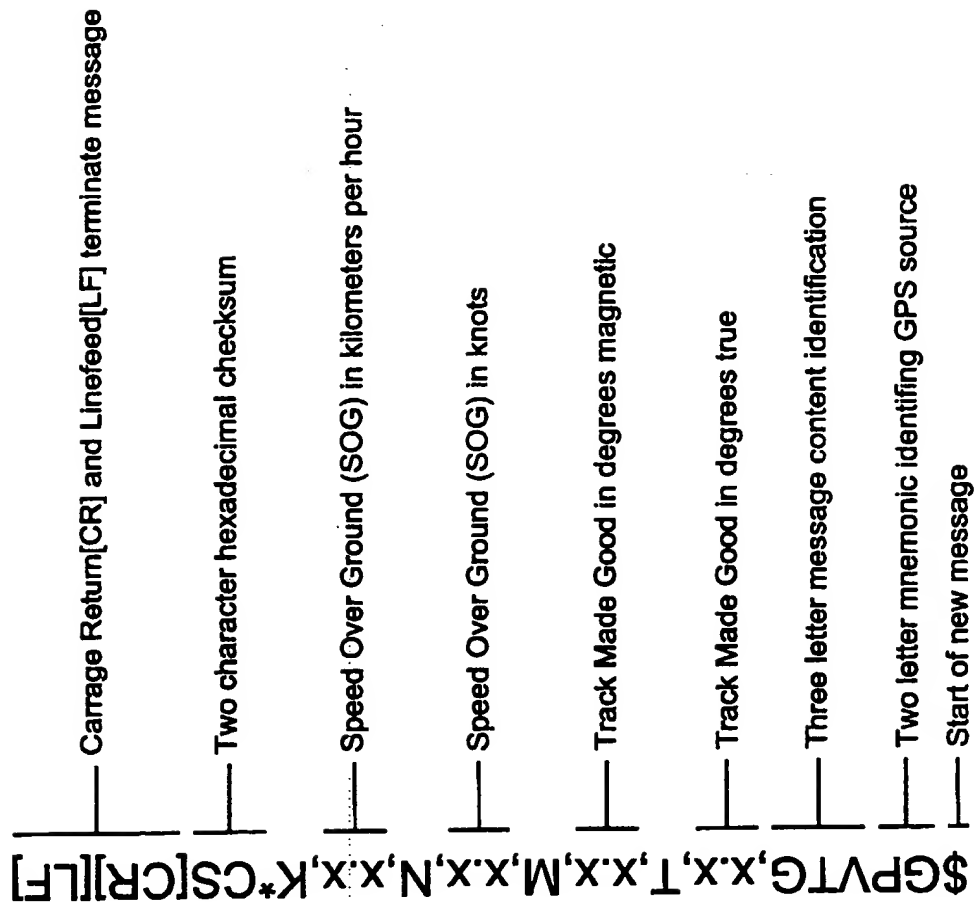 $GPVTG,x.x,T,x.x,M,x.x,N,x.x,K*CS[CR][LF]
Carrage Return[CR] and Linefeed[LF] terminate message
Two character hexadecimal checksum
Speed Over Ground (SOG) in kilometers per hour
Speed Over Ground (SOG) in knots
Track Made Good in degrees magnetic
Track Made Good in degrees true
Three letter message content identification
Two letter mnemonic identifing GPS source
Start of new message